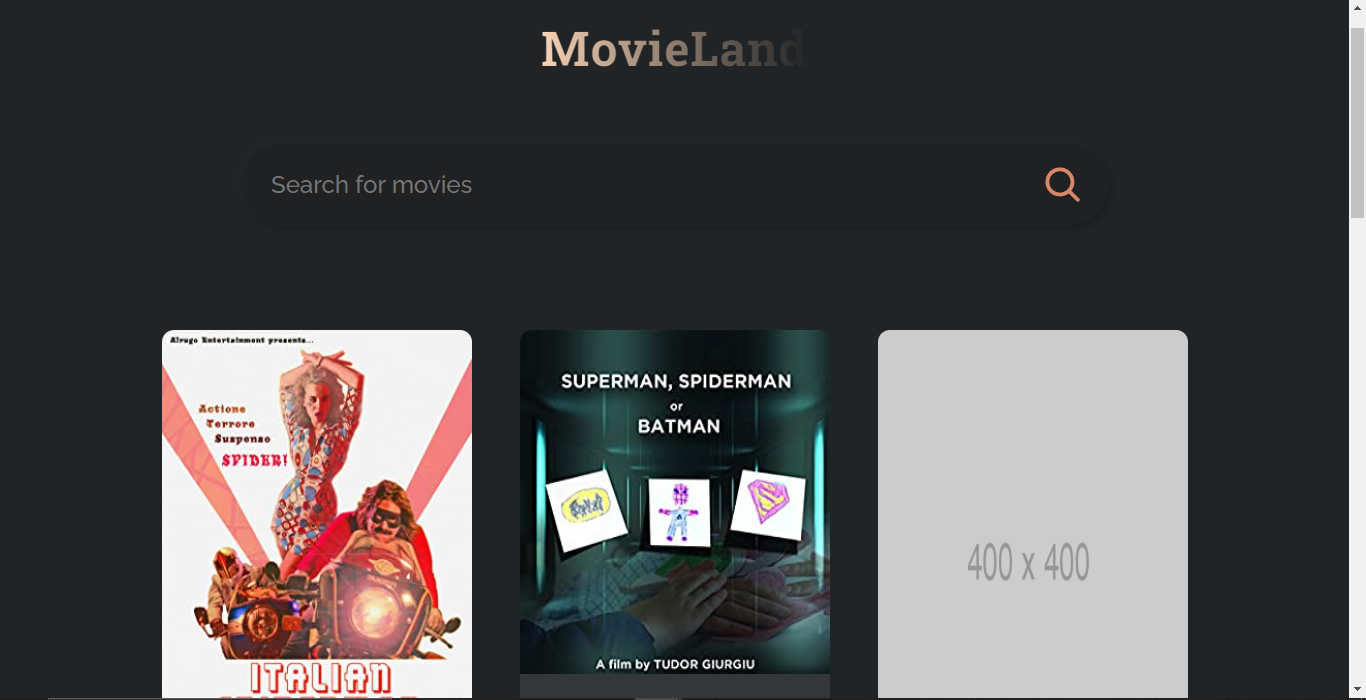 MovieLand
Search for movies
Alrugo Entertainment presents...
Actione
Terrore
Suspenso
SPIDER!
SUPERMAN, SPIDERMAN
or
BATMAN
A film by TUDOR GIURGIU
ITALIAN
400 x 400